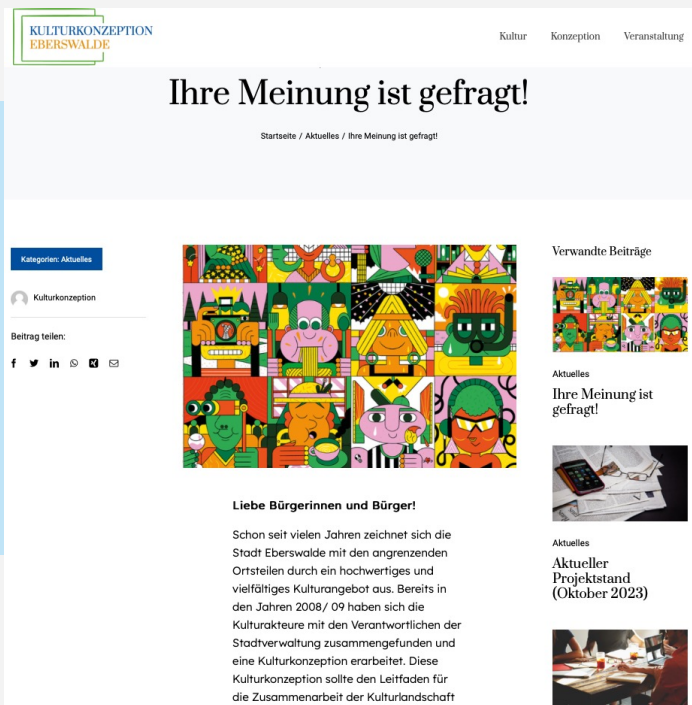 KULTURKONZEPTION
EBERSWALDE
Kultur
Konzeption
Veranstaltung
Ihre Meinung ist gefragt!
Startseite / Aktuelles / Ihre Meinung ist gefragt!
Kategorien: Aktuelles
Kulturkonzeption
Beitrag teilen:
Liebe Bürgerinnen und Bürger!
Schon seit vielen Jahren zeichnet sich die
Stadt Eberswalde mit den angrenzenden
Ortsteilen durch ein hochwertiges und
vielfältiges Kulturangebot aus. Bereits in
den Jahren 2008/ 09 haben sich die
Kulturakteure mit den Verantwortlichen der
Stadtverwaltung zusammengefunden und
eine Kulturkonzeption erarbeitet. Diese
Kulturkonzeption sollte den Leitfaden für
die Zusammenarbeit der Kulturlandschaft
Verwandte Beiträge
Aktuelles
Ihre Meinung ist
gefragt!
Aktuelles
Aktueller
Projektstand
(Oktober 2023)